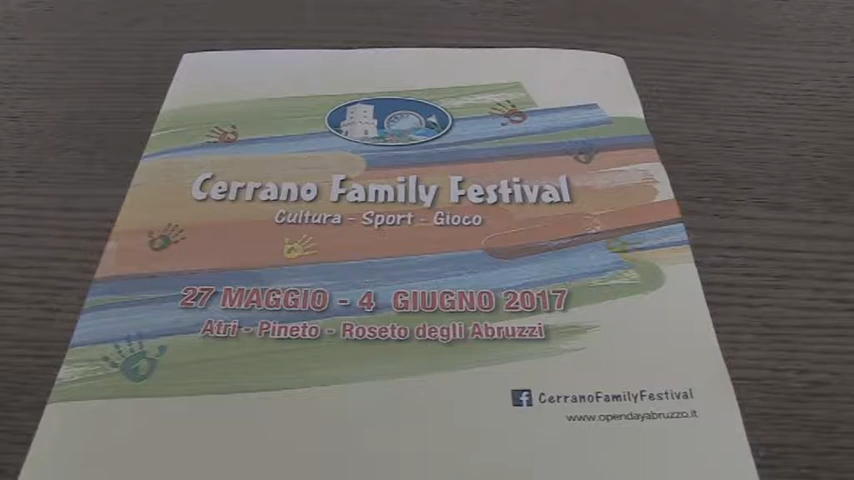 Cerrano Family Festival
Cultura - Sport - Gioco
27 MAGGIO - 4 GIUGNO 2017
Atri - Pineto - Roseto degli Abruzzi
f CerranoFamilyFestival
www.opendayabruzzo.it